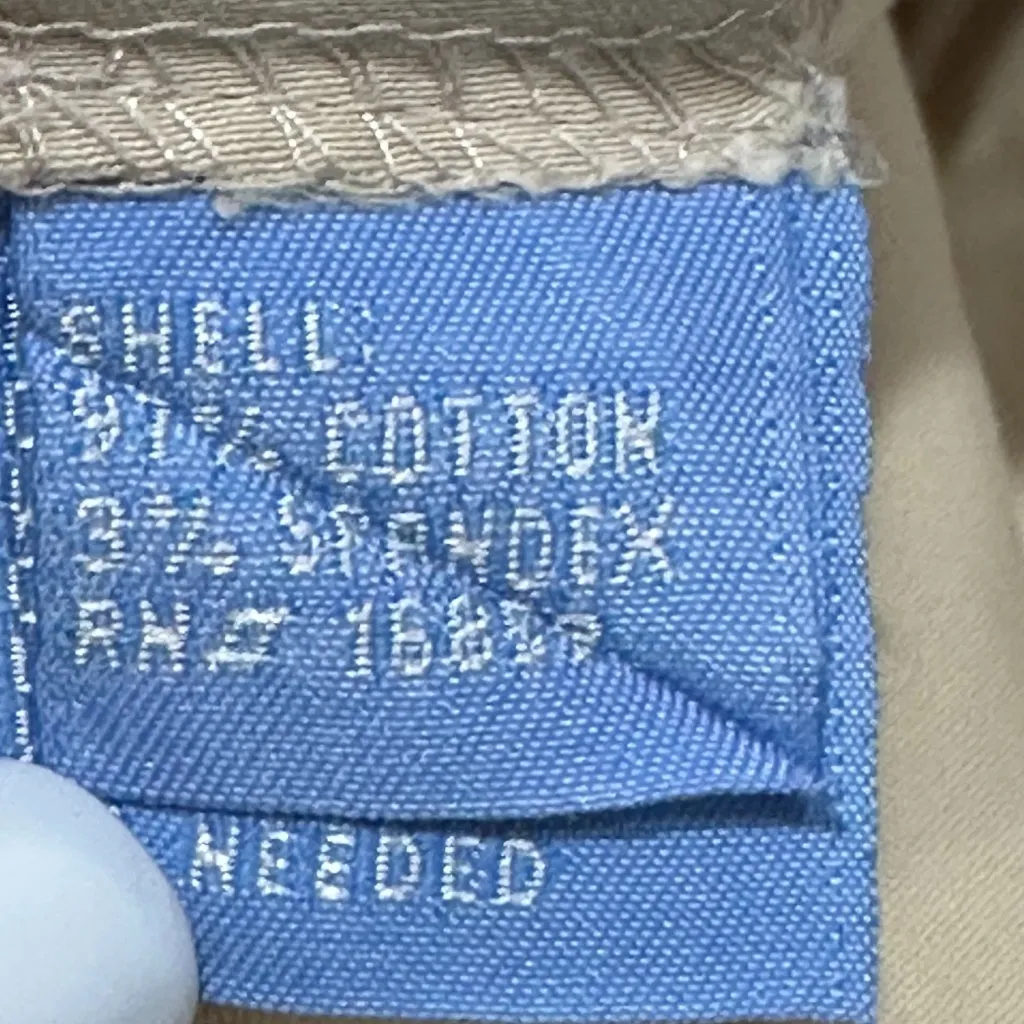 SHELL:
97% COTTON
3% SPANDEX
RN#
NEEDED